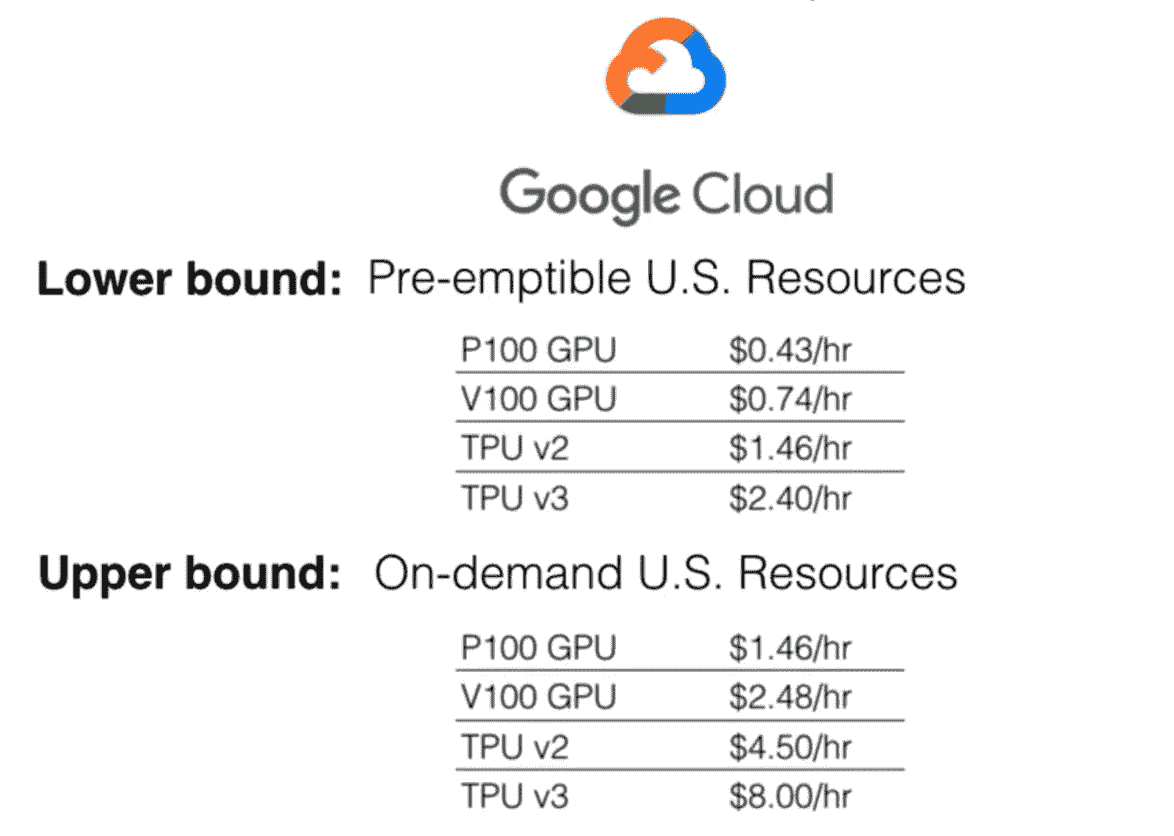 Google Cloud
Lower bound: Pre-emptible U.S. Resources
P100 GPU $0.43/hr
V100 GPU $0.74/hr
TPU v2 $1.46/hr
TPU v3 $2.40/hr
Upper bound: On-demand U.S. Resources
P100 GPU $1.46/hr
V100 GPU $2.48/hr
TPU v2 $4.50/hr
TPU v3 $8.00/hr